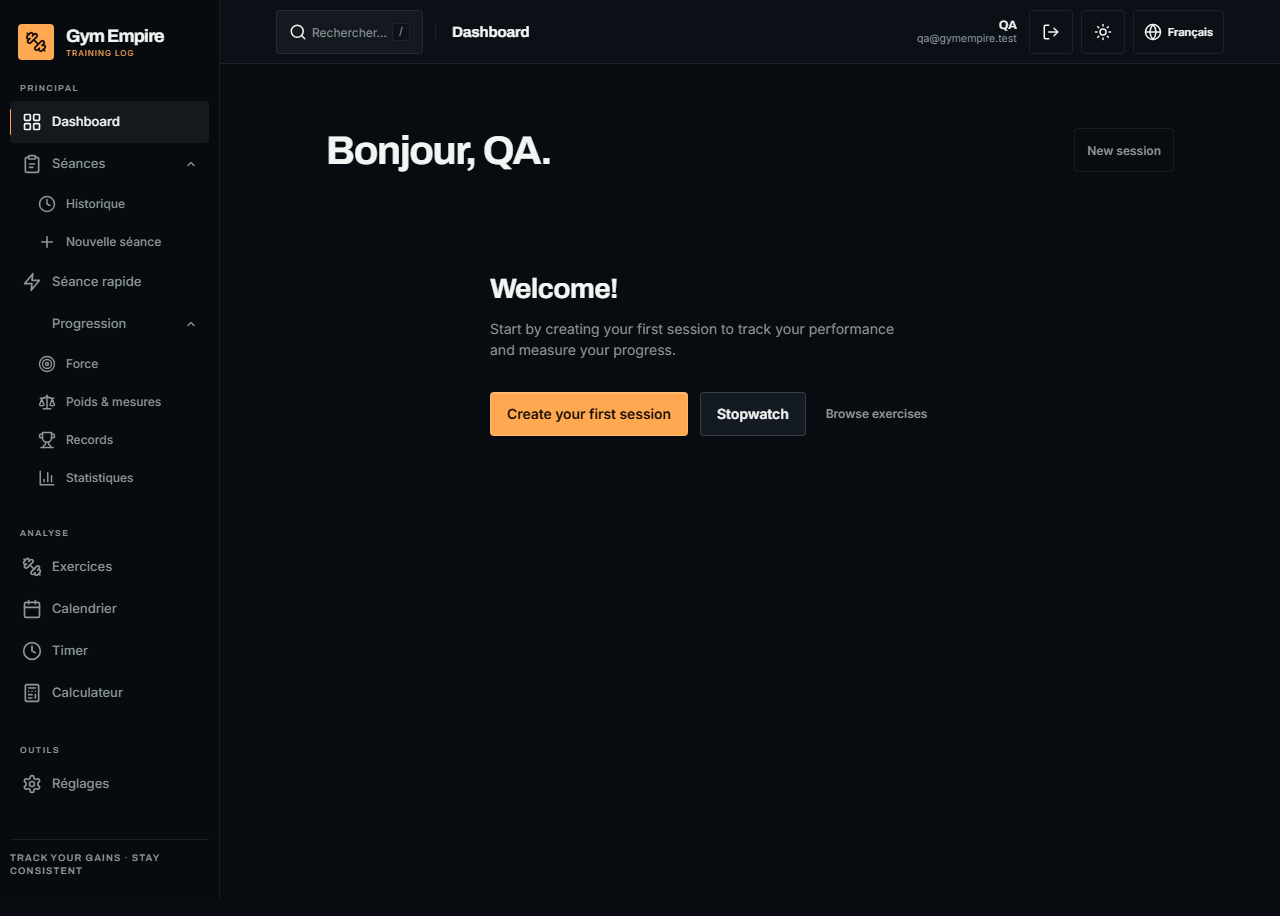 Gym Empire
TRAINING LOG
PRINCIPAL
Dashboard
Séances
Historique
Nouvelle séance
Séance rapide
Progression
Force
Poids & mesures
Records
Statistiques
ANALYSE
Exercices
Calendrier
Timer
Calculateur
OUTILS
Réglages
TRACK YOUR GAINS · STAY
CONSISTENT
Rechercher... /
Dashboard
QA
qa@gymempire.test
Français
Bonjour, QA.
New session
Welcome!
Start by creating your first session to track your performance
and measure your progress.
Create your first session
Stopwatch
Browse exercises